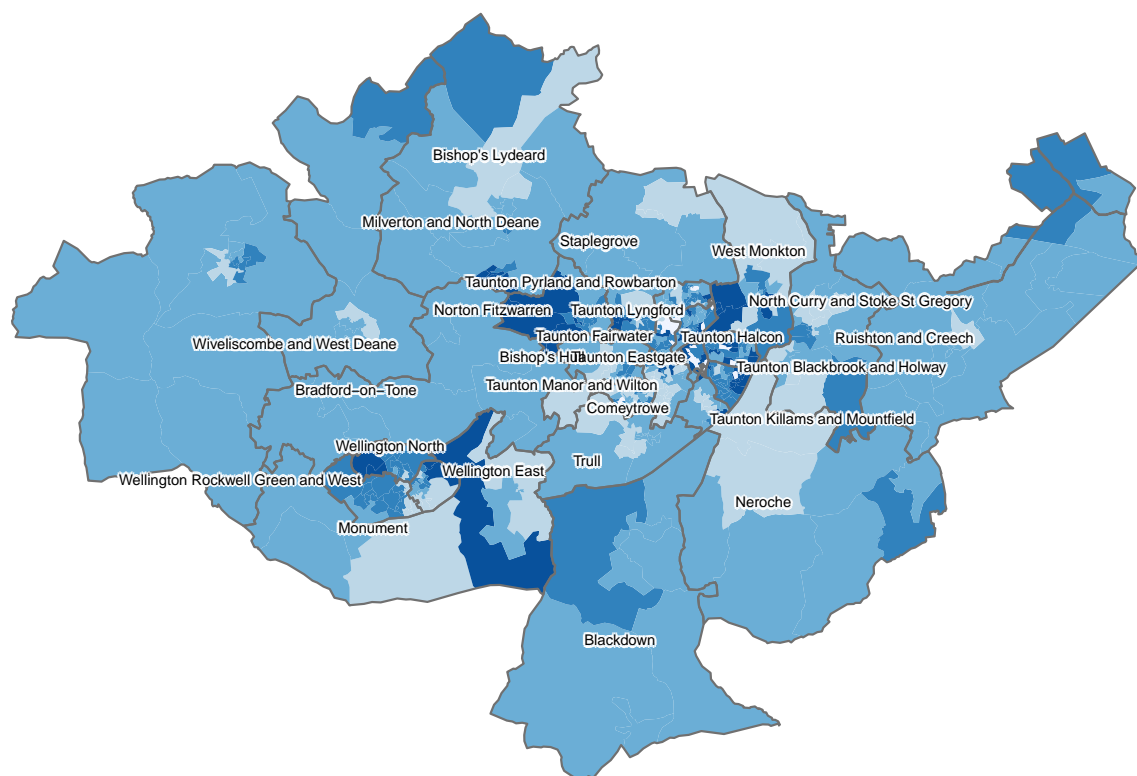 Bishop's Lydeard
Milverton and North Deane
Staplegrove
West Monkton
Taunton Pyrland and Rowbarton
North Curry and Stoke St Gregory
Norton Fitzwarren
Taunton Lyngford
Taunton Fairwater
Taunton Halcon
Ruishton and Creech
Wiveliscombe and West Deane
Bishop's Hull
Taunton Eastgate
Taunton Blackbrook and Holway
Bradford–on–Tone
Taunton Manor and Wilton
Comeytrowe
Taunton Killams and Mountfield
Wellington North
Trull
Wellington East
Wellington Rockwell Green and West
Neroche
Monument
Blackdown